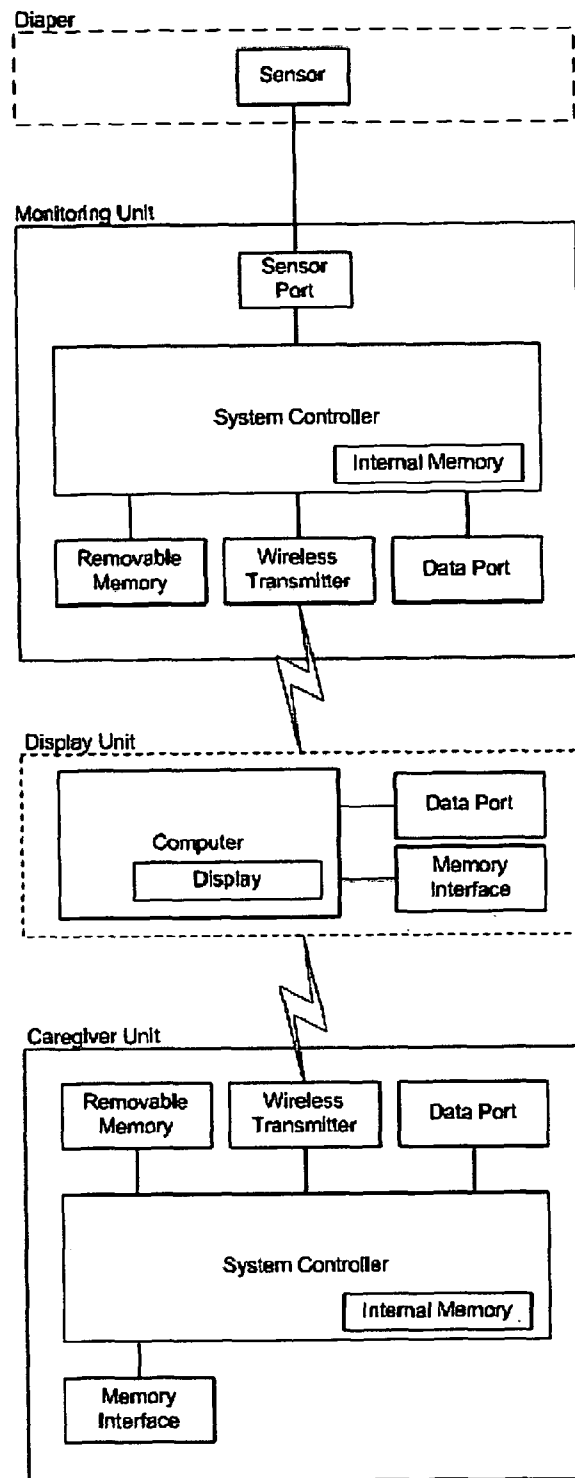 Diaper
Sensor
Monitoring Unit
Sensor
Port
System Controller
Internal Memory
Removable
Memory
Wireless
Transmitter
Data Port
Display Unit
Computer
Display
Data Port
Memory
Interface
Caregiver Unit
Removable
Memory
Wireless
Transmitter
Data Port
System Controller
Internal Memory
Memory
Interface